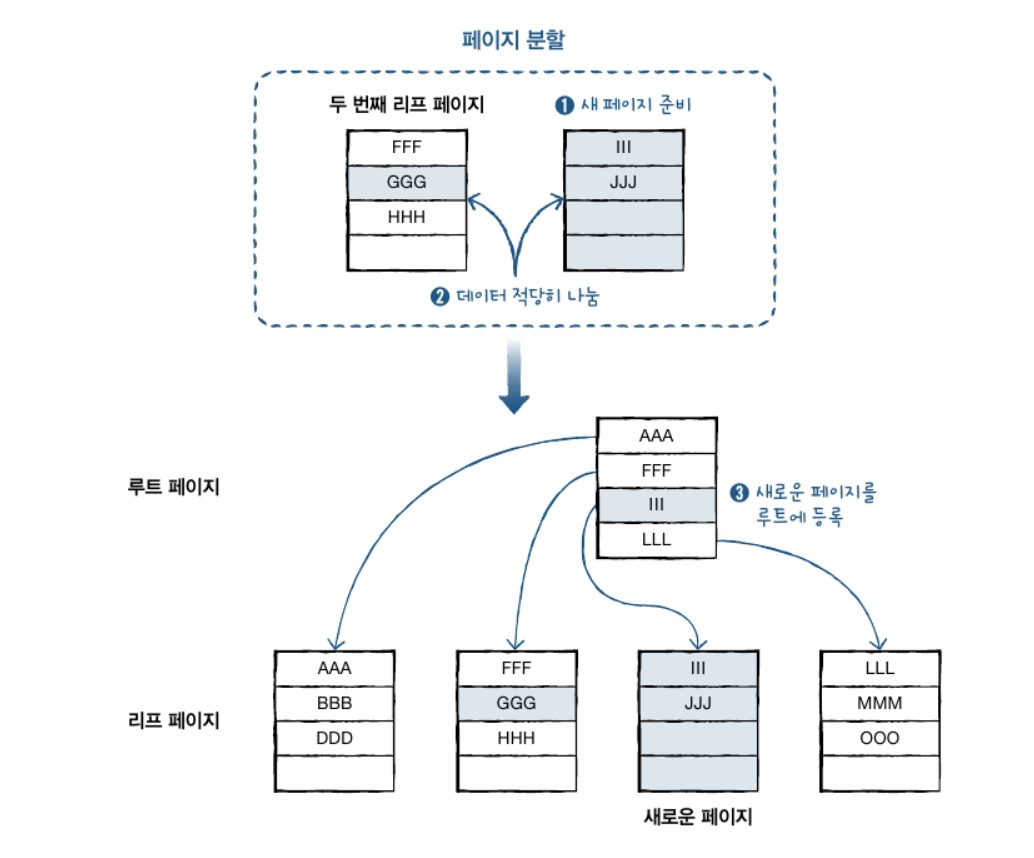 페이지 분할
두 번째 리프 페이지
❶ 새 페이지 준비
FFF
GGG
HHH
III
JJJ
❷ 데이터 적당히 나눔
루트 페이지
AAA
FFF
III
LLL
❸ 새로운 페이지를
루트에 등록
리프 페이지
AAA
BBB
DDD
FFF
GGG
HHH
III
JJJ
LLL
MMM
OOO
새로운 페이지